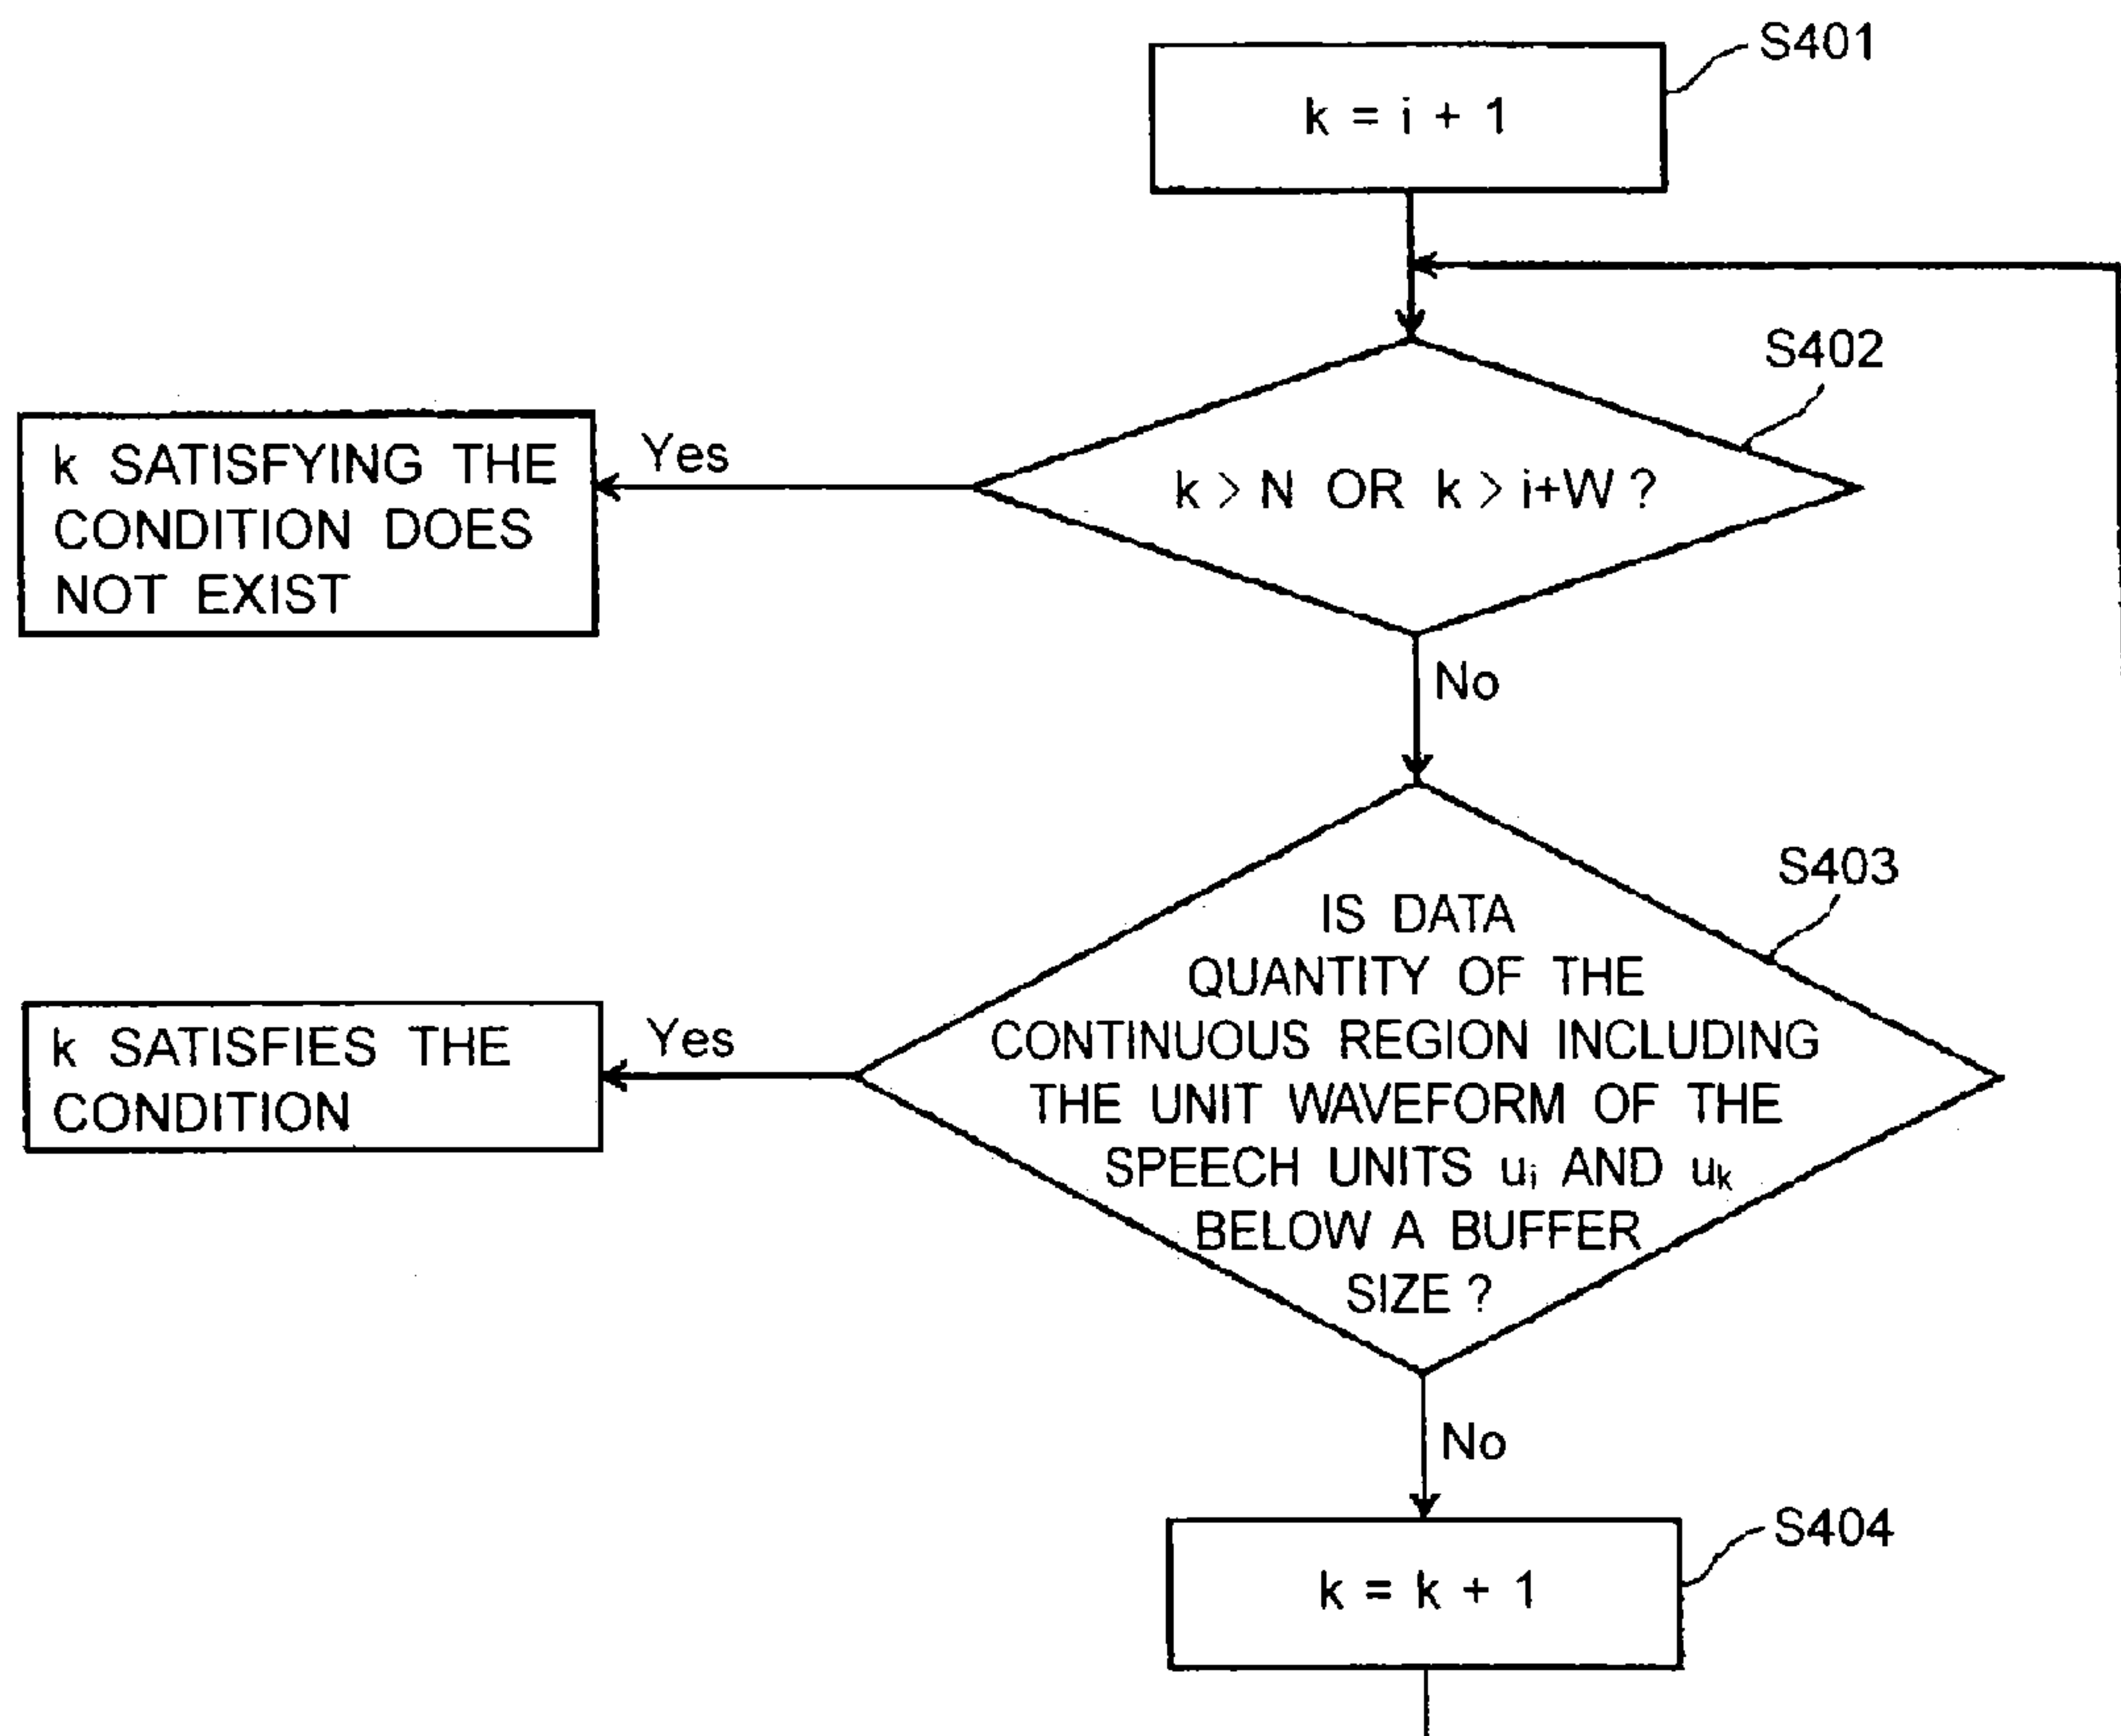 S401
k = i + 1
S402
k > N OR k > i+W ?
Yes
k SATISFYING THE
CONDITION DOES
NOT EXIST
No
S403
IS DATA
QUANTITY OF THE
CONTINUOUS REGION INCLUDING
THE UNIT WAVEFORM OF THE
SPEECH UNITS ui AND uk
BELOW A BUFFER
SIZE ?
Yes
k SATISFIES THE
CONDITION
No
S404
k = k + 1